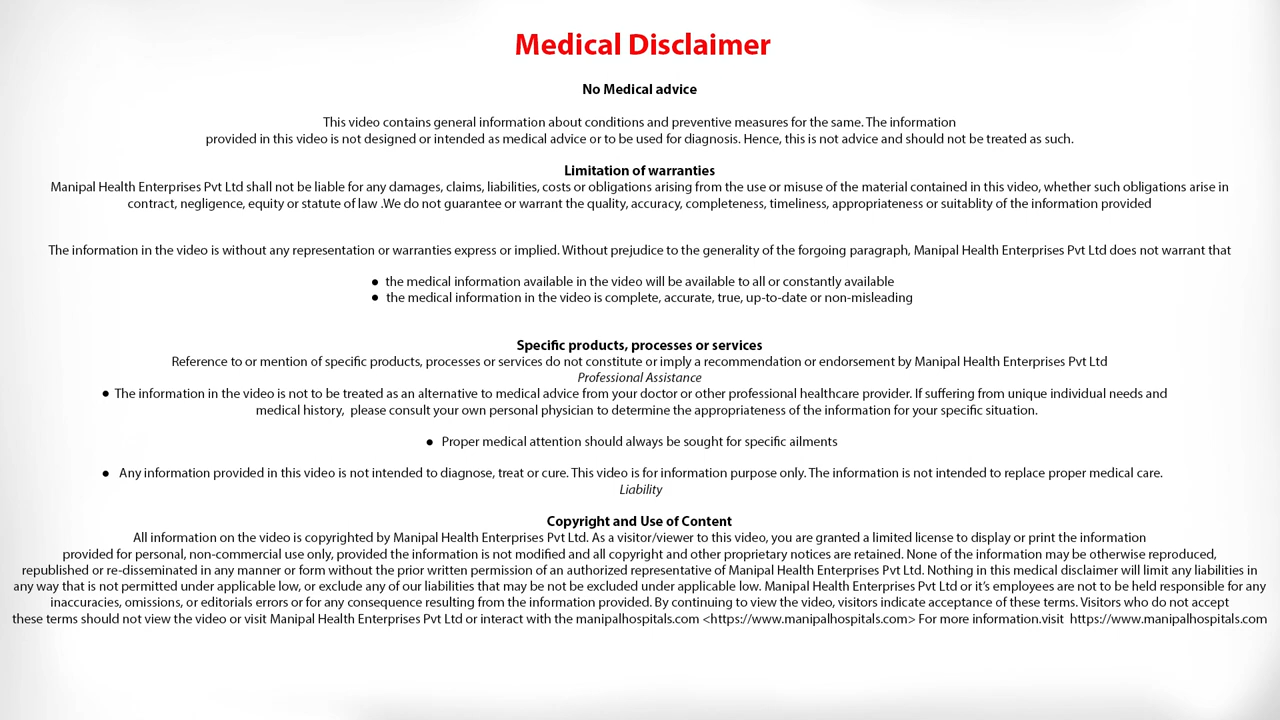 Medical Disclaimer
No Medical advice
This video contains general information about conditions and preventive measures for the same. The information
provided in this video is not designed or intended as medical advice or to be used for diagnosis. Hence, this is not advice and should not be treated as such.
Limitation of warranties
Manipal Health Enterprises Pvt Ltd shall not be liable for any damages, claims, liabilities, costs or obligations arising from the use or misuse of the material contained in this video, whether such obligations arise in
contract, negligence, equity or statute of law .We do not guarantee or warrant the quality, accuracy, completeness, timeliness, appropriateness or suitablity of the information provided
The information in the video is without any representation or warranties express or implied. Without prejudice to the generality of the forgoing paragraph, Manipal Health Enterprises Pvt Ltd does not warrant that
● the medical information available in the video will be available to all or constantly available
● the medical information in the video is complete, accurate, true, up-to-date or non-misleading
Specific products, processes or services
Reference to or mention of specific products, processes or services do not constitute or imply a recommendation or endorsement by Manipal Health Enterprises Pvt Ltd
Professional Assistance
● The information in the video is not to be treated as an alternative to medical advice from your doctor or other professional healthcare provider. If suffering from unique individual needs and
medical history, please consult your own personal physician to determine the appropriateness of the information for your specific situation.
● Proper medical attention should always be sought for specific ailments
● Any information provided in this video is not intended to diagnose, treat or cure. This video is for information purpose only. The information is not intended to replace proper medical care.
Liability
Copyright and Use of Content
All information on the video is copyrighted by Manipal Health Enterprises Pvt Ltd. As a visitor/viewer to this video, you are granted a limited license to display or print the information
provided for personal, non-commercial use only, provided the information is not modified and all copyright and other proprietary notices are retained. None of the information may be otherwise reproduced,
republished or re-disseminated in any manner or form without the prior written permission of an authorized representative of Manipal Health Enterprises Pvt Ltd. Nothing in this medical disclaimer will limit any liabilities in
any way that is not permitted under applicable low, or exclude any of our liabilities that may be not be excluded under applicable low. Manipal Health Enterprises Pvt Ltd or it's employees are not to be held responsible for any
inaccuracies, omissions, or editorials errors or for any consequence resulting from the information provided. By continuing to view the video, visitors indicate acceptance of these terms. Visitors who do not accept
these terms should not view the video or visit Manipal Health Enterprises Pvt Ltd or interact with the manipalhospitals.com <https://www.manipalhospitals.com> For more information.visit https://www.manipalhospitals.com